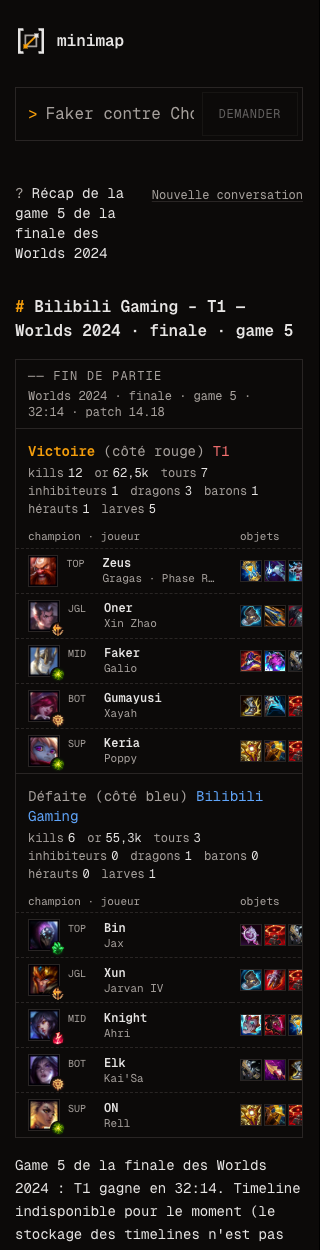 minimap
> Faker contre Cho
DEMANDER
? Récap de la
game 5 de la
finale des
Worlds 2024
Nouvelle conversation
# Bilibili Gaming – T1 —
Worlds 2024 · finale · game 5
—— FIN DE PARTIE
Worlds 2024 · finale · game 5 ·
32:14 · patch 14.18
Victoire (côté rouge) T1
kills 12 or 62,5k tours 7
inhibiteurs 1 dragons 3 barons 1
hérauts 1 larves 5
champion · joueur objets
TOP Zeus
Gragas · Phase R…
JGL Oner
Xin Zhao
MID Faker
Galio
BOT Gumayusi
Xayah
SUP Keria
Poppy
Défaite (côté bleu) Bilibili
Gaming
kills 6 or 55,3k tours 3
inhibiteurs 0 dragons 1 barons 0
hérauts 0 larves 1
champion · joueur objets
TOP Bin
Jax
JGL Xun
Jarvan IV
MID Knight
Ahri
BOT Elk
Kai'Sa
SUP ON
Rell
Game 5 de la finale des Worlds
2024 : T1 gagne en 32:14. Timeline
indisponible pour le moment (le
stockage des timelines n'est pas